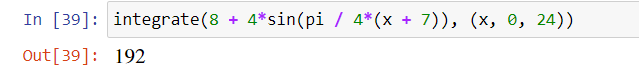 In [39]: integrate(8 + 4*sin(pi / 4*(x + 7)), (x, 0, 24))
Out[39]: 192